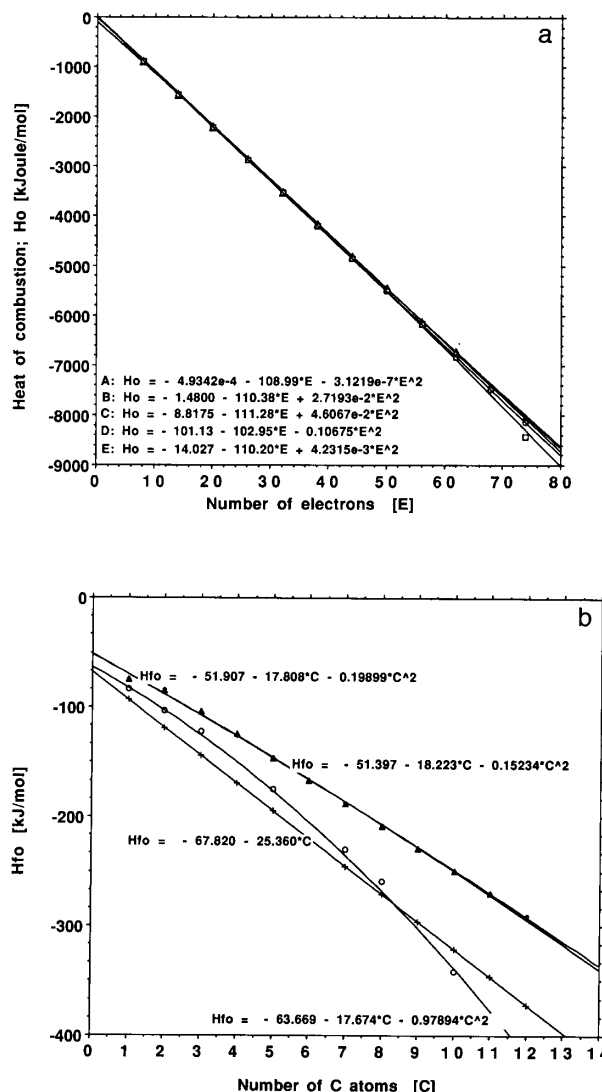 a
0
-1000
-2000
-3000
-4000
-5000
-6000
-7000
-8000
-9000
Heat of combustion; Ho [kJoule/mol]
A: Ho = - 4.9342e-4 - 108.99*E - 3.1219e-7*E^2
B: Ho = - 1.4800 - 110.38*E + 2.7193e-2*E^2
C: Ho = - 8.8175 - 111.28*E + 4.6067e-2*E^2
D: Ho = - 101.13 - 102.95*E - 0.10675*E^2
E: Ho = - 14.027 - 110.20*E + 4.2315e-3*E^2
0 10 20 30 40 50 60 70 80
Number of electrons [E]
b
0
-100
-200
-300
-400
Hfo [kJ/mol]
Hfo = - 51.907 - 17.808*C - 0.19899*C^2
Hfo = - 51.397 - 18.223*C - 0.15234*C^2
Hfo = - 67.820 - 25.360*C
Hfo = - 63.669 - 17.674*C - 0.97894*C^2
0 1 2 3 4 5 6 7 8 9 10 11 12 13 14
Number of C atoms [C]